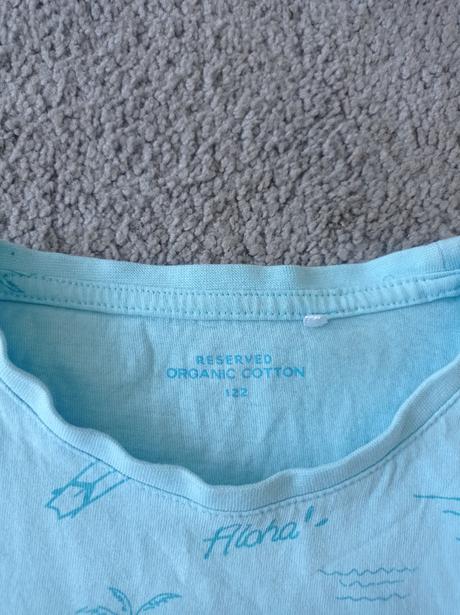 RESERVED
ORGANIC COTTON
122
Aloha'